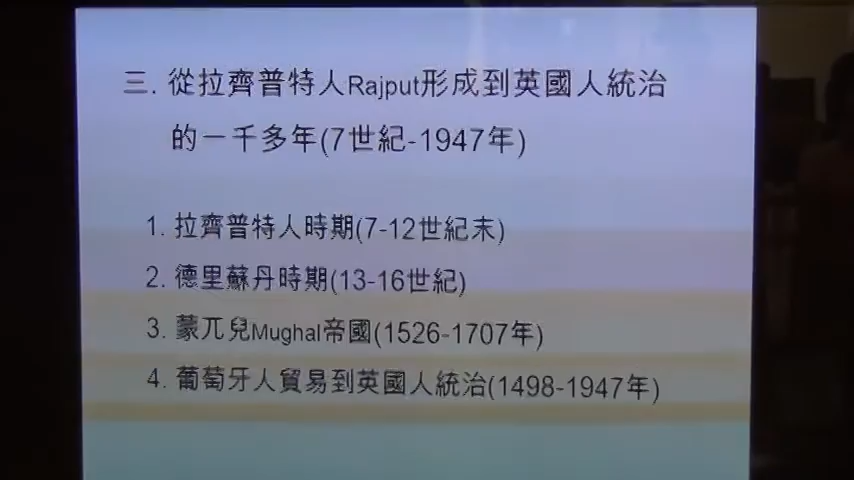 三. 從拉齊普特人Rajput形成到英國人統治
的一千多年(7世紀-1947年)
1. 拉齊普特人時期(7-12世紀末)
2. 德里蘇丹時期(13-16世紀)
3. 蒙兀兒Mughal帝國(1526-1707年)
4. 葡萄牙人貿易到英國人統治(1498-1947年)